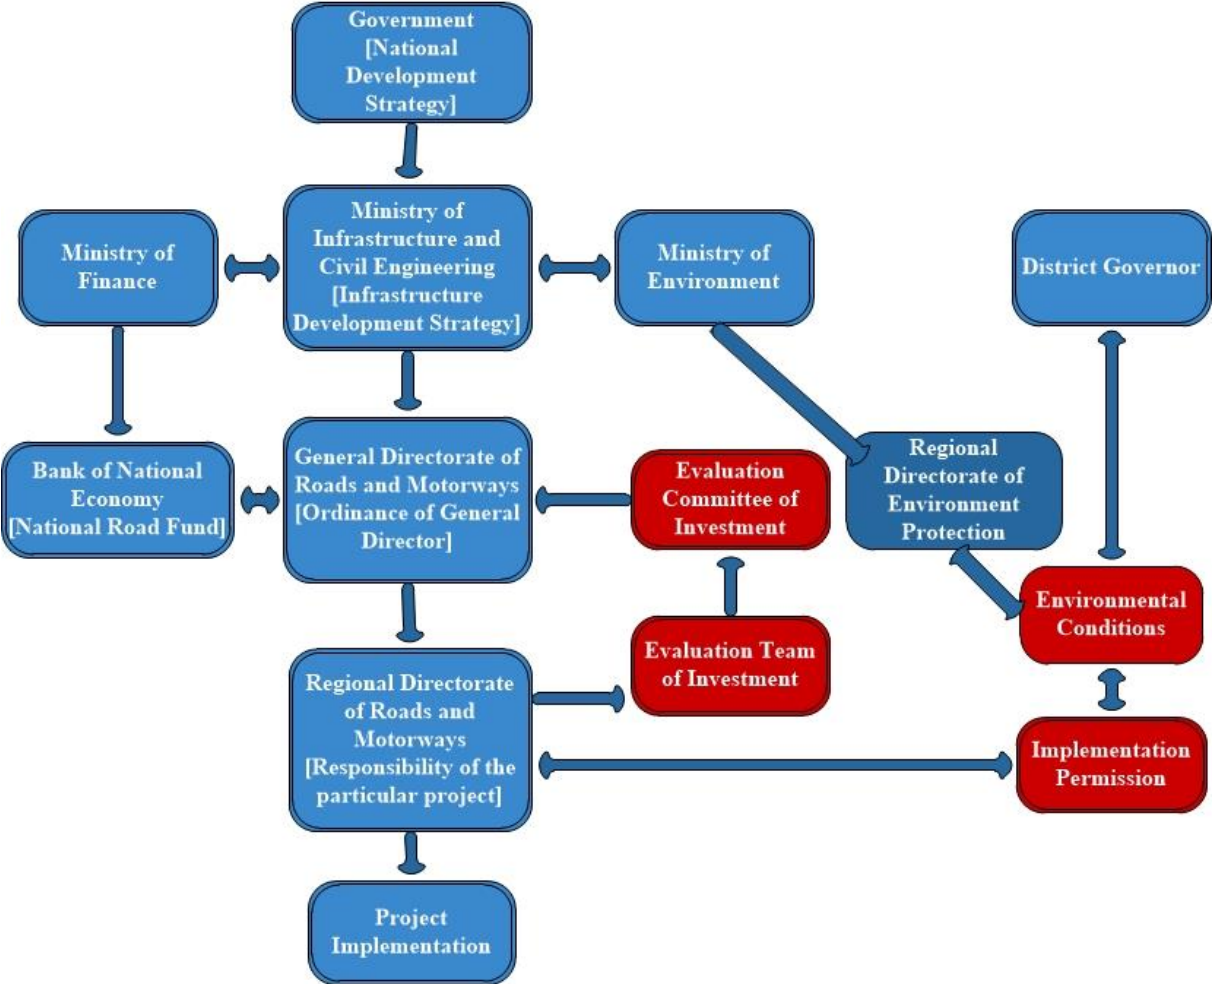 Government
[National
Development
Strategy]
Ministry of
Finance
Ministry of
Infrastructure and
Civil Engineering
[Infrastructure
Development Strategy]
Ministry of
Environment
District Governor
Bank of National
Economy
[National Road Fund]
General Directorate of
Roads and Motorways
[Ordinance of General
Director]
Evaluation
Committee of
Investment
Regional
Directorate of
Environment
Protection
Environmental
Conditions
Evaluation Team
of Investment
Regional Directorate
of Roads and
Motorways
[Responsibility of the
particular project]
Implementation
Permission
Project
Implementation